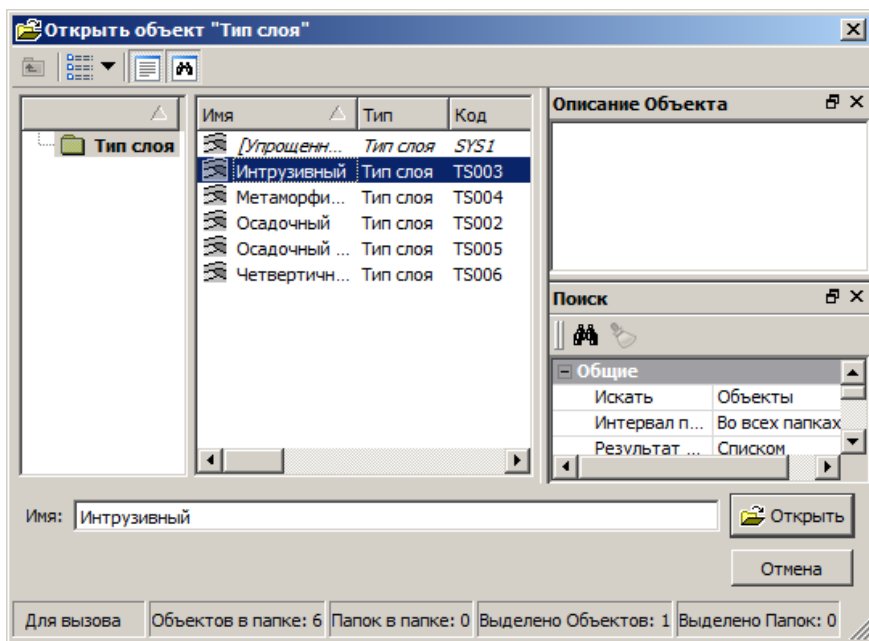 Открыть объект "Тип слоя"
Имя Тип Код
Тип слоя
[Упрощенн... Тип слоя SYS1
Интрузивный Тип слоя TS003
Метаморфи... Тип слоя TS004
Осадочный Тип слоя TS002
Осадочный ... Тип слоя TS005
Четвертичн... Тип слоя TS006
Описание Объекта
Поиск
Общие
Искать Объекты
Интервал п... Во всех папках
Результат ... Списком
Имя: Интрузивный
Открыть
Отмена
Для вызова Объектов в папке: 6 Папок в папке: 0 Выделено Объектов: 1 Выделено Папок: 0